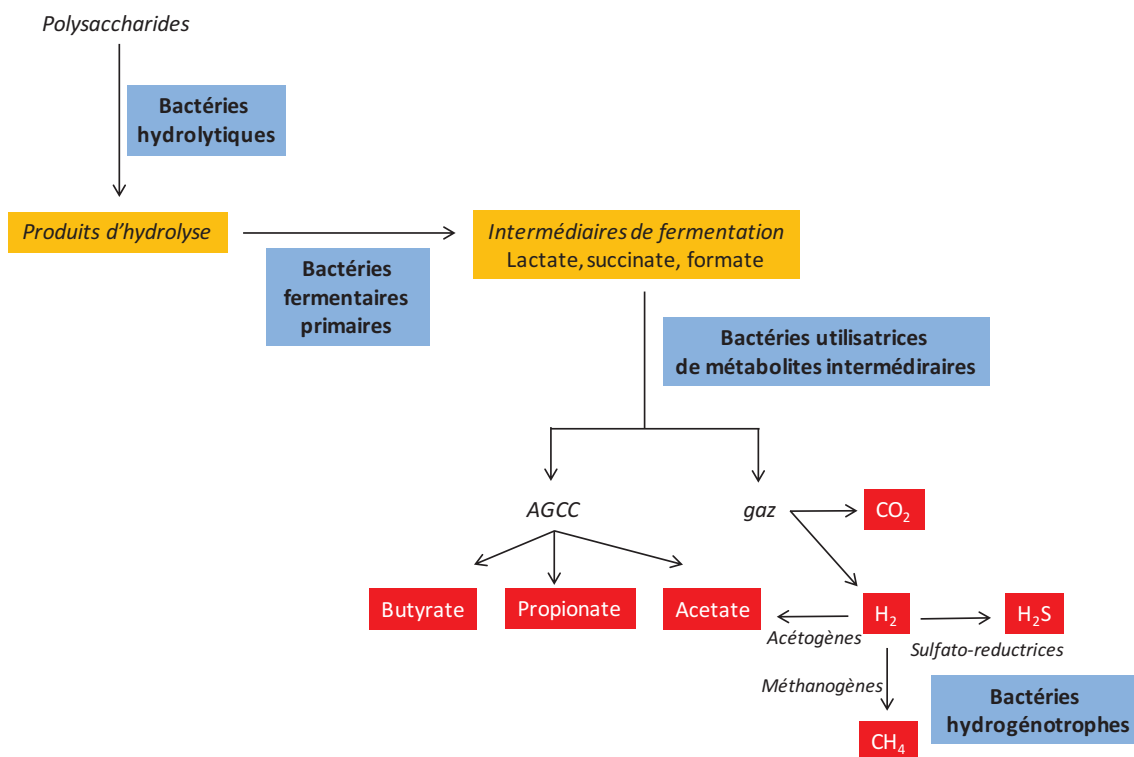 Polysaccharides
Bactéries
hydrolytiques
Produits d'hydrolyse
Intermédiaires de fermentation
Lactate, succinate, formate
Bactéries
fermentaires
primaires
Bactéries utilisatrices
de métabolites intermédiraires
AGCC
gaz
CO2
Butyrate
Propionate
Acetate
H2
H2S
Acétogènes
Sulfato-reductrices
Méthanogènes
Bactéries
hydrogénotrophes
CH4